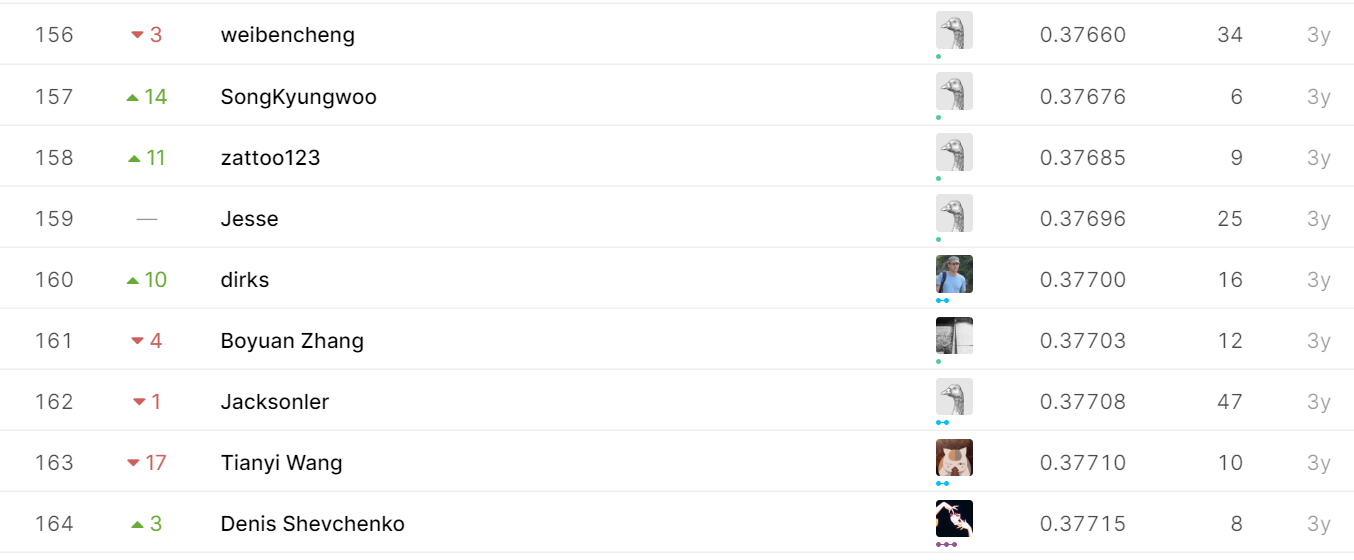 156 3 weibencheng 0.37660 34 3y
157 14 SongKyungwoo 0.37676 6 3y
158 11 zattoo123 0.37685 9 3y
159 — Jesse 0.37696 25 3y
160 10 dirks 0.37700 16 3y
161 4 Boyuan Zhang 0.37703 12 3y
162 1 Jacksonler 0.37708 47 3y
163 17 Tianyi Wang 0.37710 10 3y
164 3 Denis Shevchenko 0.37715 8 3y